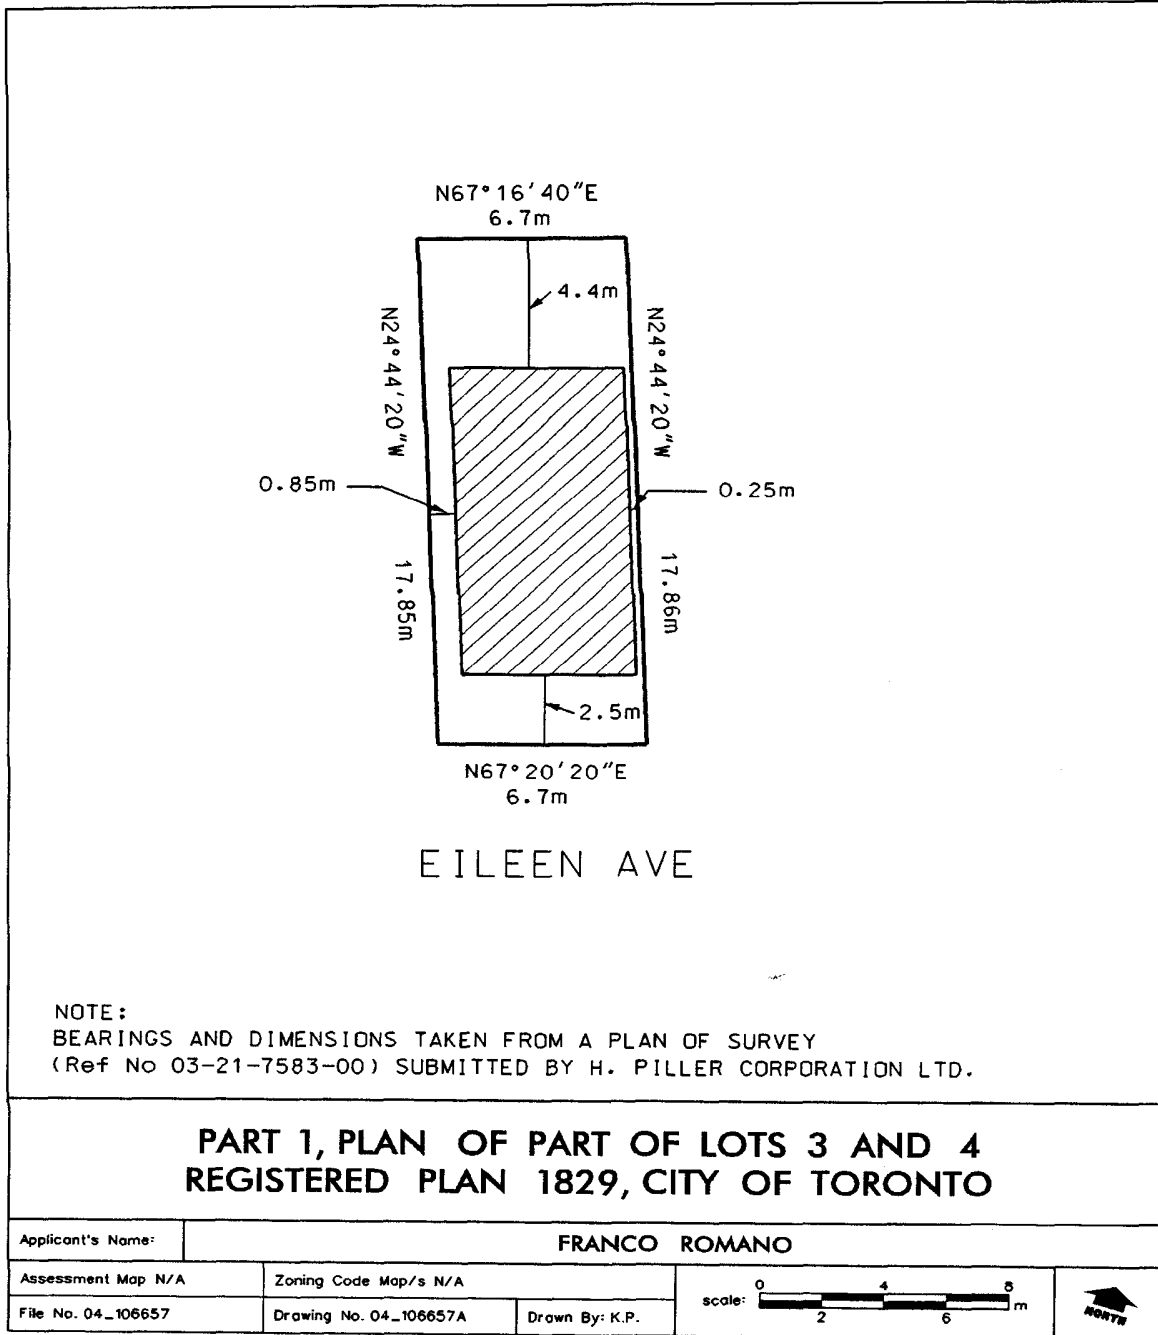 N67°16'40"E
6.7m
4.4m
N24°44'20"W
N24°44'20"W
0.85m
0.25m
17.85m
17.86m
2.5m
N67°20'20"E
6.7m
EILEEN AVE
NOTE:
BEARINGS AND DIMENSIONS TAKEN FROM A PLAN OF SURVEY
(Ref No 03-21-7583-00) SUBMITTED BY H. PILLER CORPORATION LTD.
PART 1, PLAN OF PART OF LOTS 3 AND 4
REGISTERED PLAN 1829, CITY OF TORONTO
Applicant's Name: FRANCO ROMANO
Assessment Map N/A Zoning Code Map/s N/A
File No. 04_106657 Drawing No. 04_106657A Drawn By: K.P.
0 4 8
scale: m
2 6
NORTH